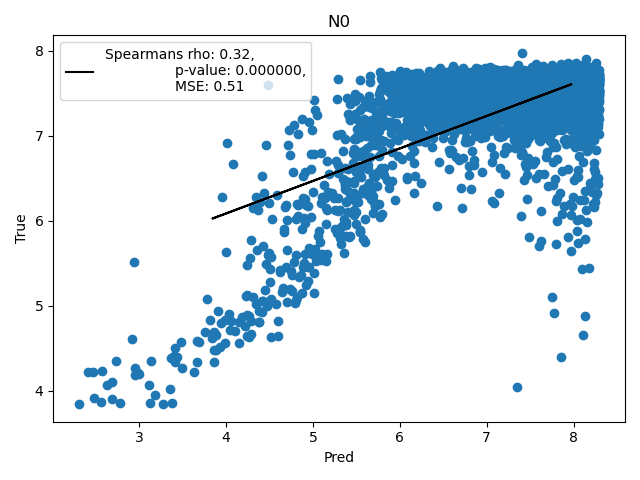 N0
Spearmans rho: 0.32,
p-value: 0.000000,
MSE: 0.51
True
8
7
6
5
4
3 4 5 6 7 8
Pred